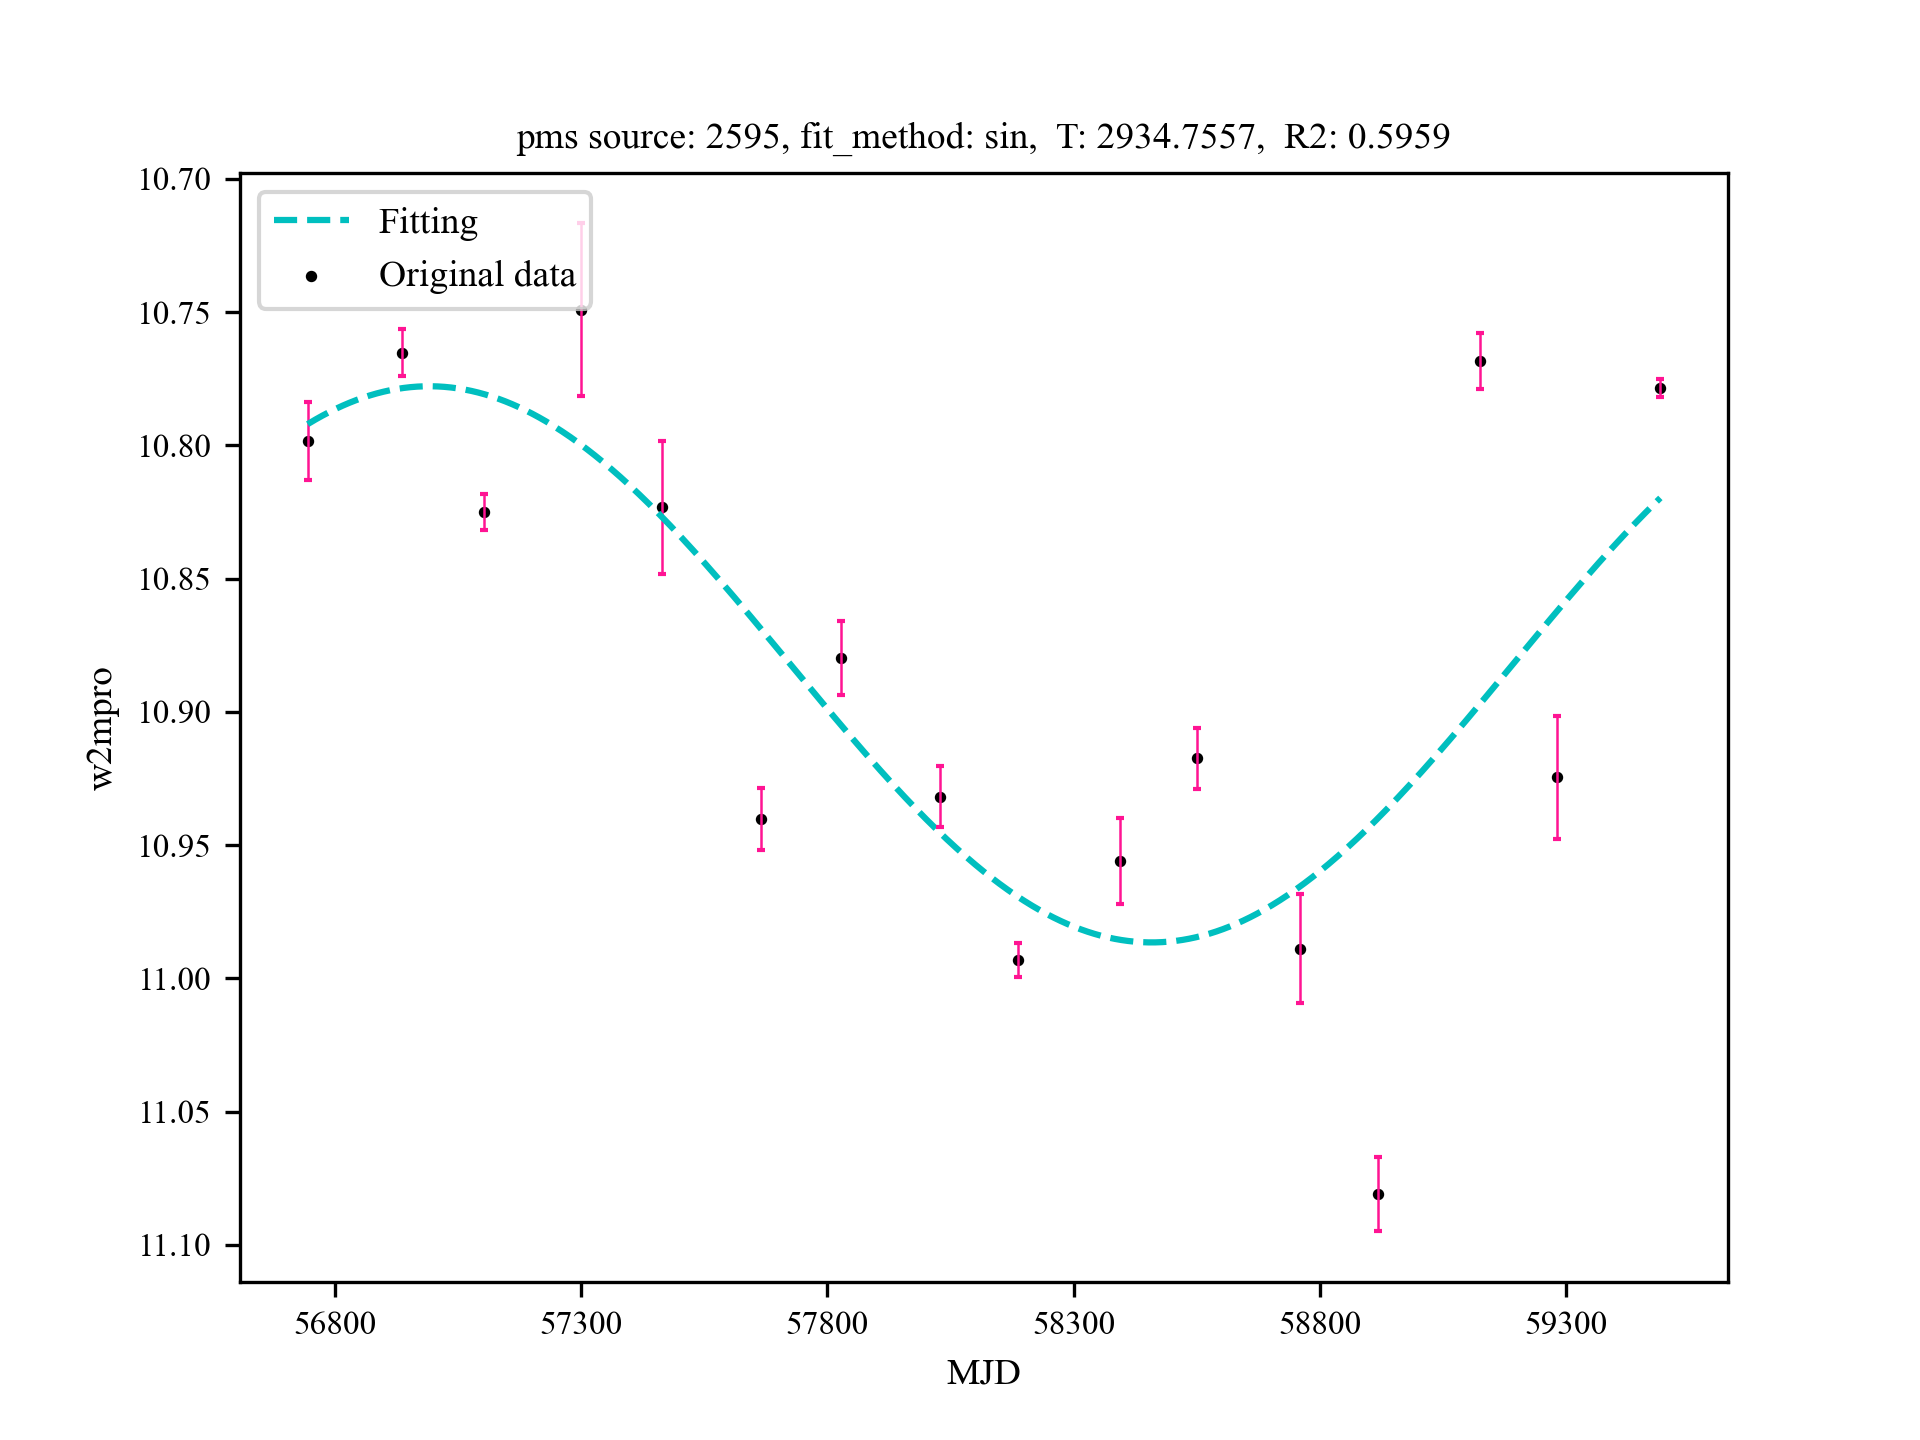 pms source: 2595, fit_method: sin,  T: 2934.7557,  R2: 0.5959
10.70
Fitting
Original data
10.75
10.80
10.85
10.90
w2mpro
10.95
11.00
11.05
11.10
56800 57300 57800 58300 58800 59300
MJD